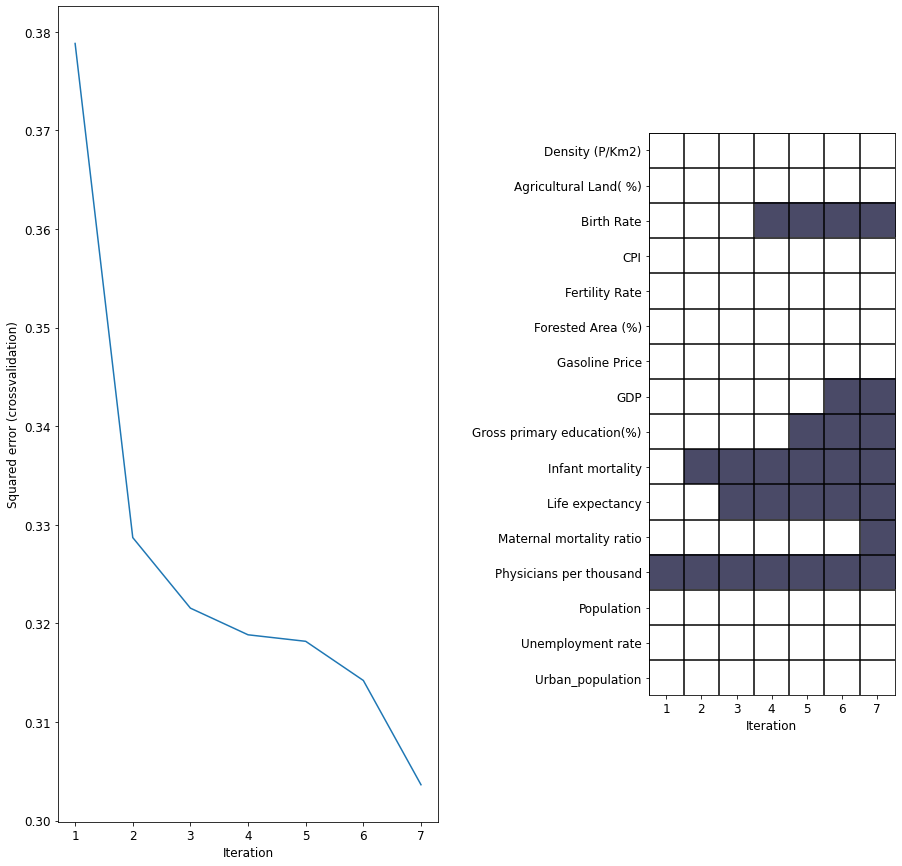 0.38
0.37
0.36
0.35
0.34
0.33
0.32
0.31
0.30
Squared error (crossvalidation)
1 2 3 4 5 6 7
Iteration
Density (P/Km2)
Agricultural Land( %)
Birth Rate
CPI
Fertility Rate
Forested Area (%)
Gasoline Price
GDP
Gross primary education(%)
Infant mortality
Life expectancy
Maternal mortality ratio
Physicians per thousand
Population
Unemployment rate
Urban_population
1 2 3 4 5 6 7
Iteration